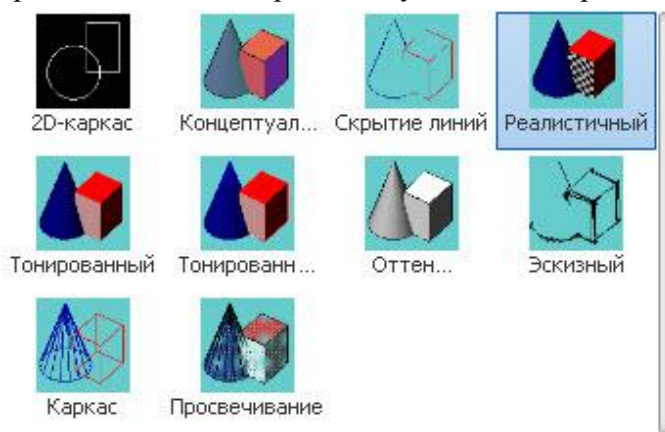 2D-каркас
Концептуал...
Скрытие линий
Реалистичный
Тонированный
Тонированн...
Оттен...
Эскизный
Каркас
Просвечивание